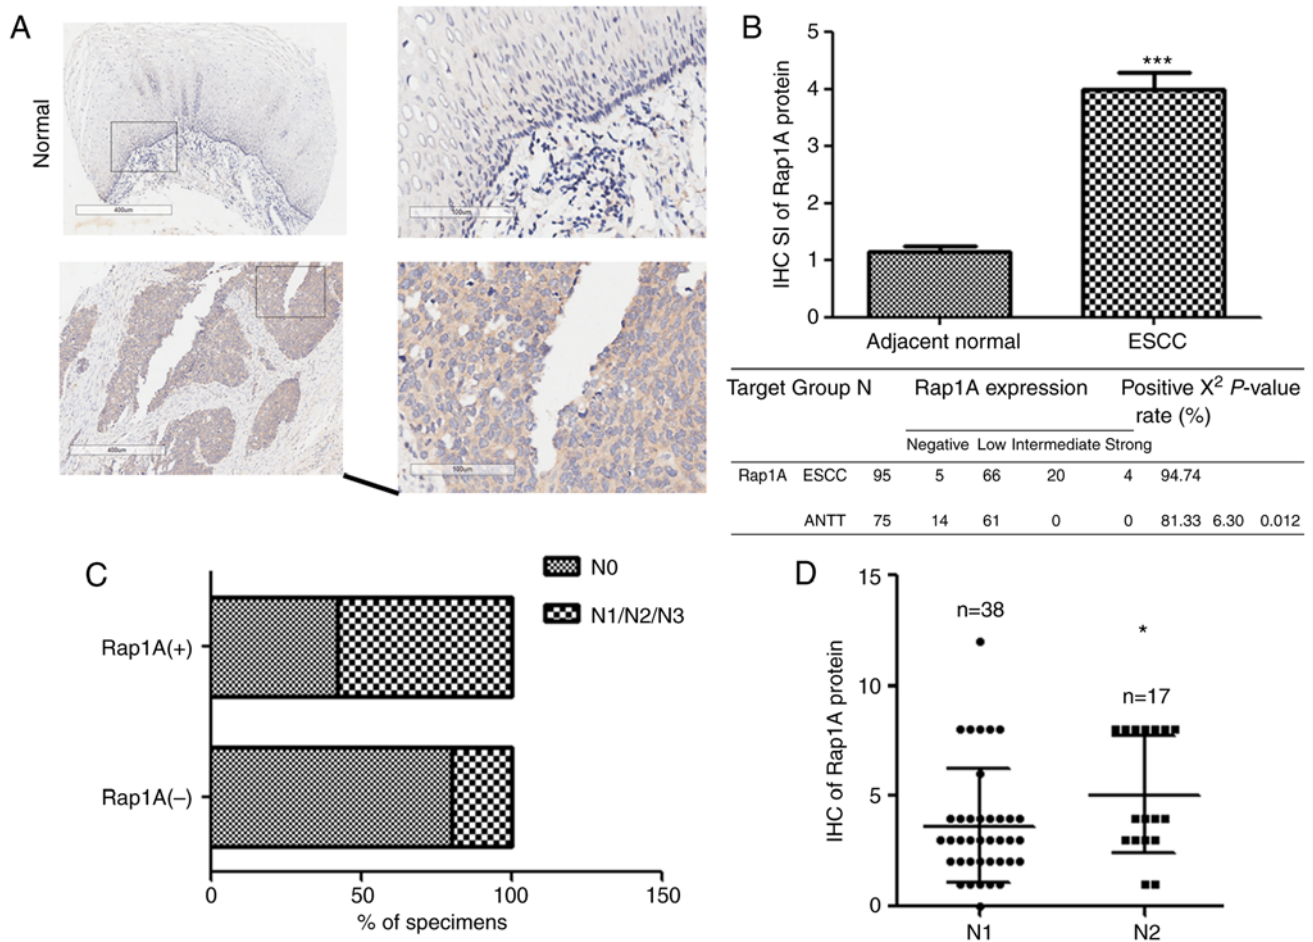 A
Normal
400um
100um
400um
100um
B
5
4
3
2
1
0
IHC SI of Rap1A protein
***
Adjacent normal
ESCC
Target Group N Rap1A expression Positive X² P-value
rate (%)
Negative Low Intermediate Strong
Rap1A ESCC 95 5 66 20 4 94.74
ANTT 75 14 61 0 0 81.33 6.30 0.012
C
N0
N1/N2/N3
Rap1A(+)
Rap1A(–)
0 50 100 150
% of specimens
D
15
10
5
0
IHC of Rap1A protein
n=38
*
n=17
N1 N2